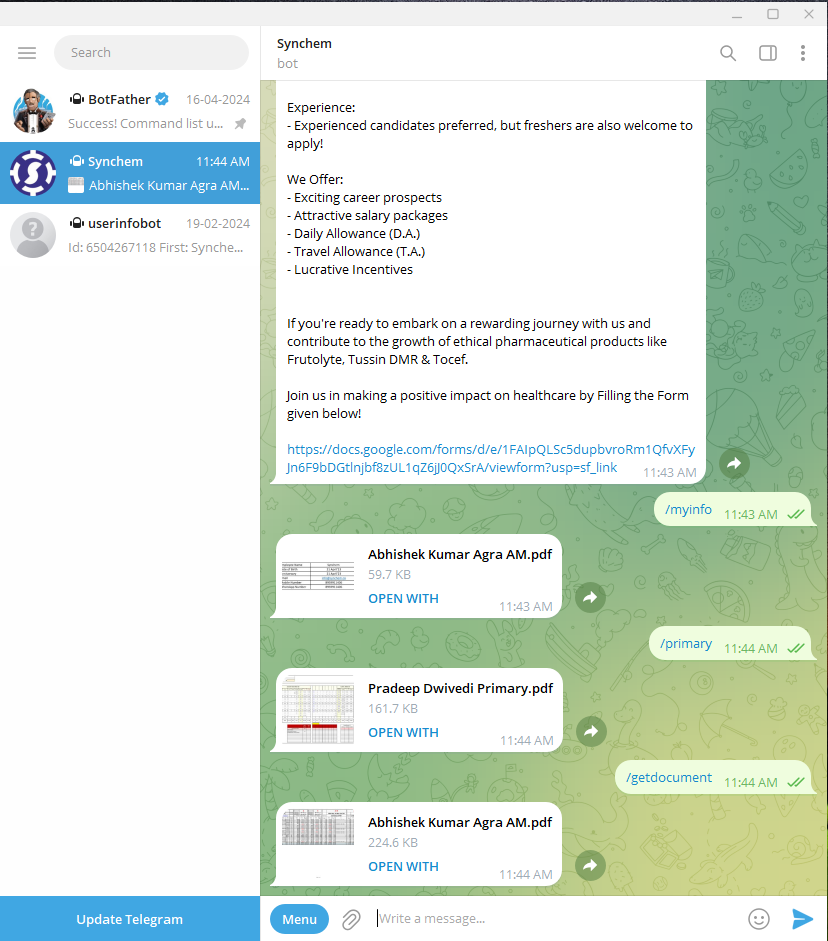 Search
BotFather
16-04-2024
Success! Command list u...
Synchem
11:44 AM
Abhishek Kumar Agra AM...
userinfobot
19-02-2024
Id: 6504267118 First: Synche...
Update Telegram
Synchem
bot
Experience:
- Experienced candidates preferred, but freshers are also welcome to
apply!
We Offer:
- Exciting career prospects
- Attractive salary packages
- Daily Allowance (D.A.)
- Travel Allowance (T.A.)
- Lucrative Incentives
If you're ready to embark on a rewarding journey with us and
contribute to the growth of ethical pharmaceutical products like
Frutolyte, Tussin DMR & Tocef.
Join us in making a positive impact on healthcare by Filling the Form
given below!
https://docs.google.com/forms/d/e/1FAIpQLSc5dupbvroRm1QfvXFy
Jn6F9bDGtlnjbf8zUL1qZ6jJ0QxSrA/viewform?usp=sf_link
11:43 AM
/myinfo
11:43 AM
Abhishek Kumar Agra AM.pdf
59.7 KB
OPEN WITH
11:43 AM
/primary
11:44 AM
Pradeep Dwivedi Primary.pdf
161.7 KB
OPEN WITH
11:44 AM
/getdocument
11:44 AM
Abhishek Kumar Agra AM.pdf
224.6 KB
OPEN WITH
11:44 AM
Menu
Write a message...